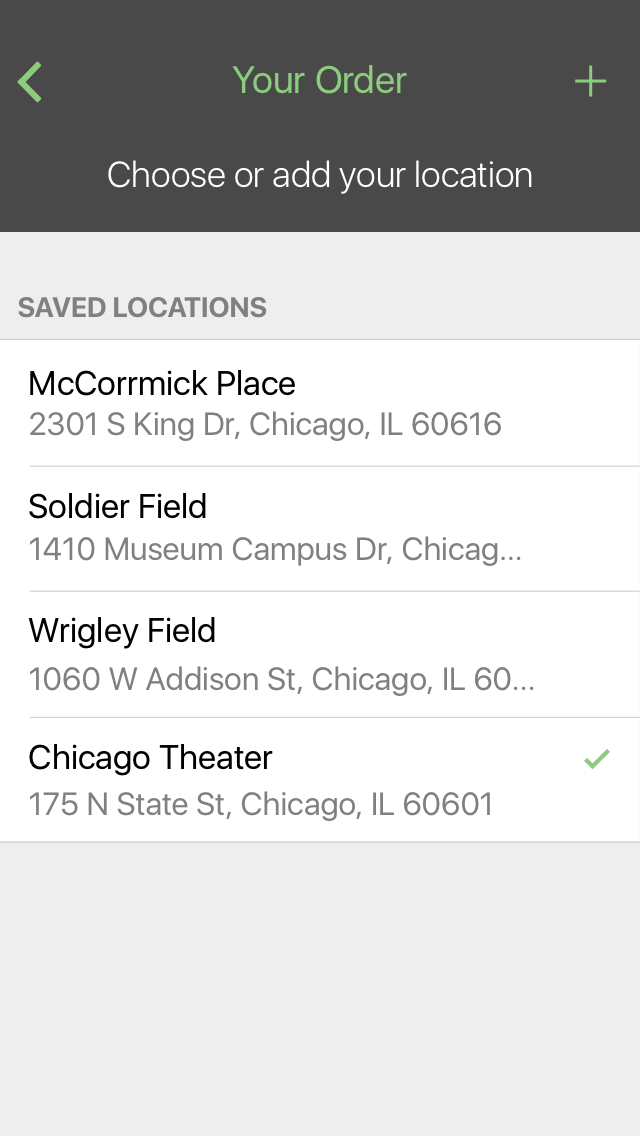 Your Order
Choose or add your location
SAVED LOCATIONS
McCorrmick Place
2301 S King Dr, Chicago, IL 60616
Soldier Field
1410 Museum Campus Dr, Chicag...
Wrigley Field
1060 W Addison St, Chicago, IL 60...
Chicago Theater
175 N State St, Chicago, IL 60601